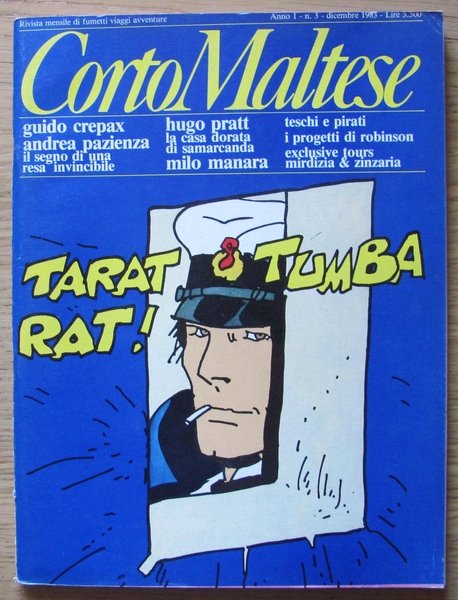 Rivista mensile di fumetti viaggi avventure
Anno 1 - n. 3 - dicembre 1983 - Lire 3.500
Corto Maltese
guido crepax
andrea pazienza
il segno di una
resa invincibile
hugo pratt
la casa dorata
di samarcanda
milo manara
teschi e pirati
i progetti di robinson
exclusive tours
mirdizia & zinzaria
TARAT TUMBA
RAT!